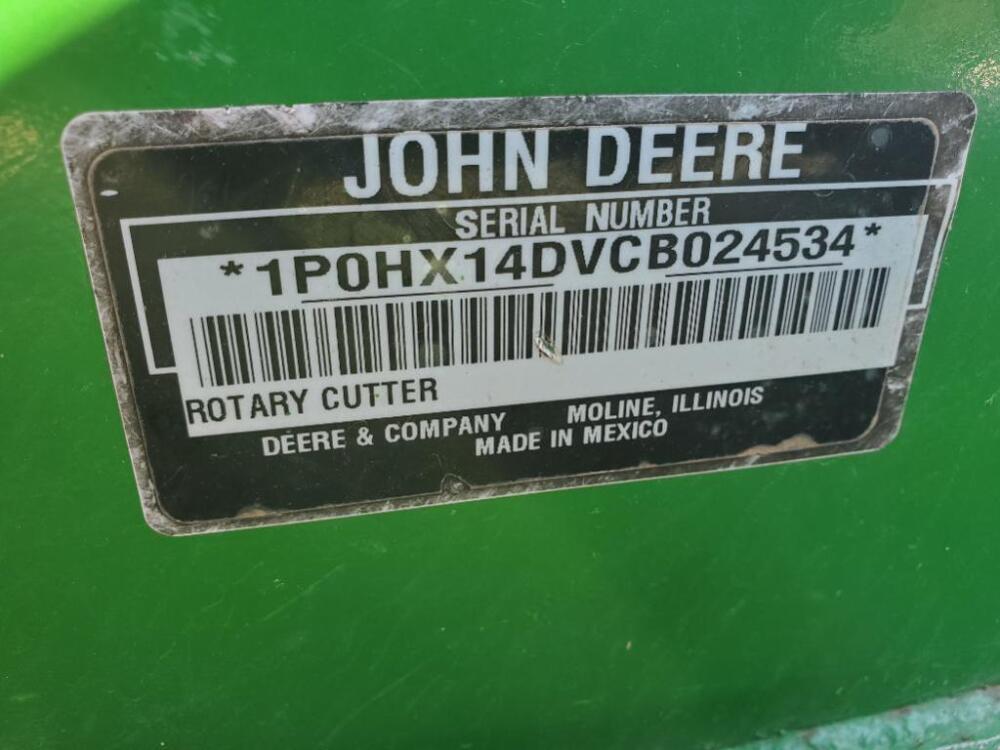 JOHN DEERE
SERIAL NUMBER
*1P0HX14DVCB024534*
ROTARY CUTTER
DEERE & COMPANY MOLINE, ILLINOIS
MADE IN MEXICO